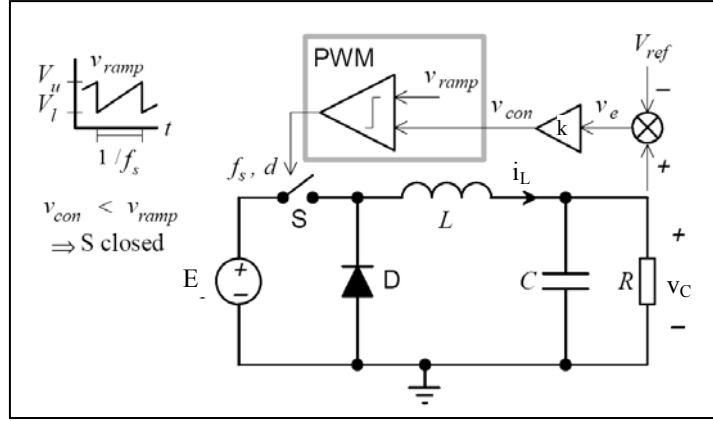 PWM
V_ref
v_ramp
V_u
v_ramp
V_l
v_con
k
v_e
−
t
1/f_s
f_s, d
+
i_L
v_con < v_ramp
⇒ S closed
S
L
+
E
+
−
D
C
R
v_C
−